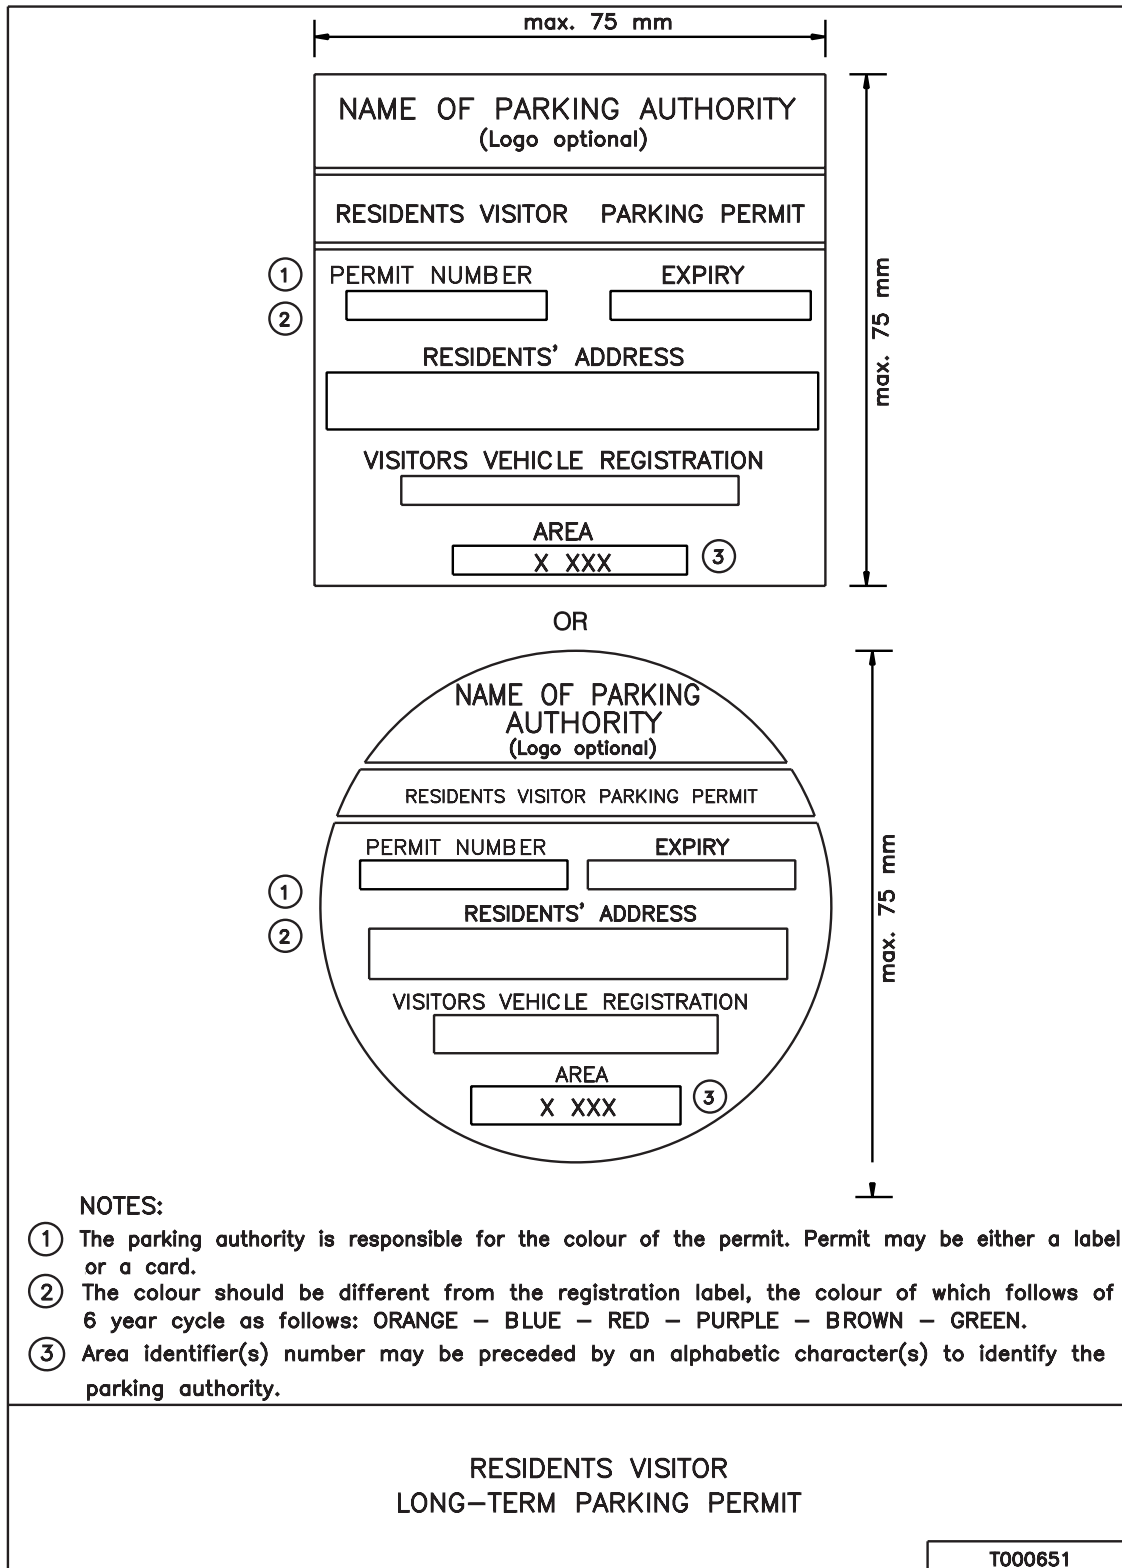 max. 75 mm
NAME OF PARKING AUTHORITY
(Logo optional)
RESIDENTS VISITOR PARKING PERMIT
1 PERMIT NUMBER EXPIRY
2
RESIDENTS' ADDRESS
max. 75 mm
VISITORS VEHICLE REGISTRATION
AREA
X XXX 3
OR
NAME OF PARKING
AUTHORITY
(Logo optional)
RESIDENTS VISITOR PARKING PERMIT
PERMIT NUMBER EXPIRY
1
RESIDENTS' ADDRESS
2
max. 75 mm
VISITORS VEHICLE REGISTRATION
AREA
X XXX 3
NOTES:
1 The parking authority is responsible for the colour of the permit. Permit may be either a label
or a card.
2 The colour should be different from the registration label, the colour of which follows of
6 year cycle as follows: ORANGE – BLUE – RED – PURPLE – BROWN – GREEN.
3 Area identifier(s) number may be preceded by an alphabetic character(s) to identify the
parking authority.
RESIDENTS VISITOR
LONG–TERM PARKING PERMIT
T000651